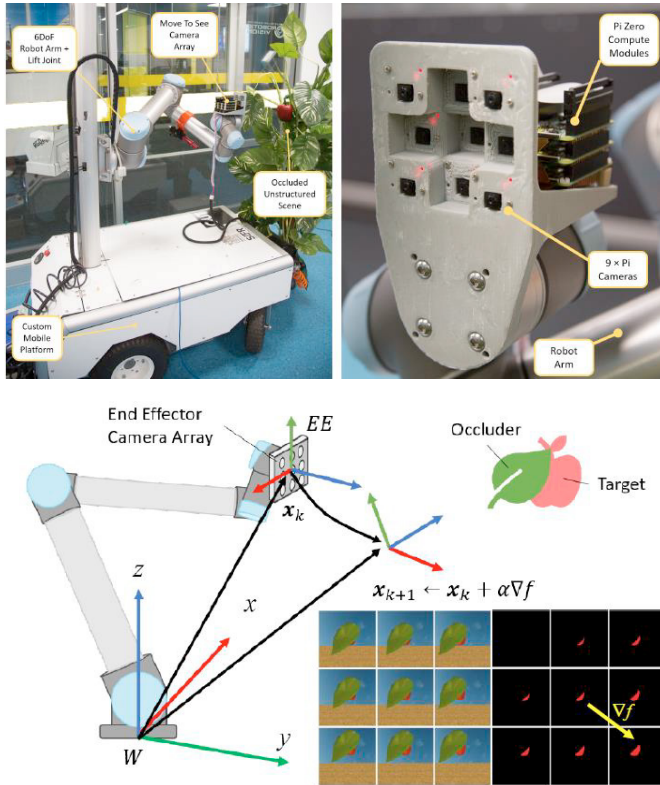 6DoF
Robot Arm +
Lift Joint
Move To See
Camera
Array
Occluded
Unstructured
Scene
Custom
Mobile
Platform
Pi Zero
Compute
Modules
9 × Pi
Cameras
Robot
Arm
End Effector
Camera Array
EE
Occluder
Target
x_k
z
x
x_{k+1} ← x_k + α∇f
∇f
y
W